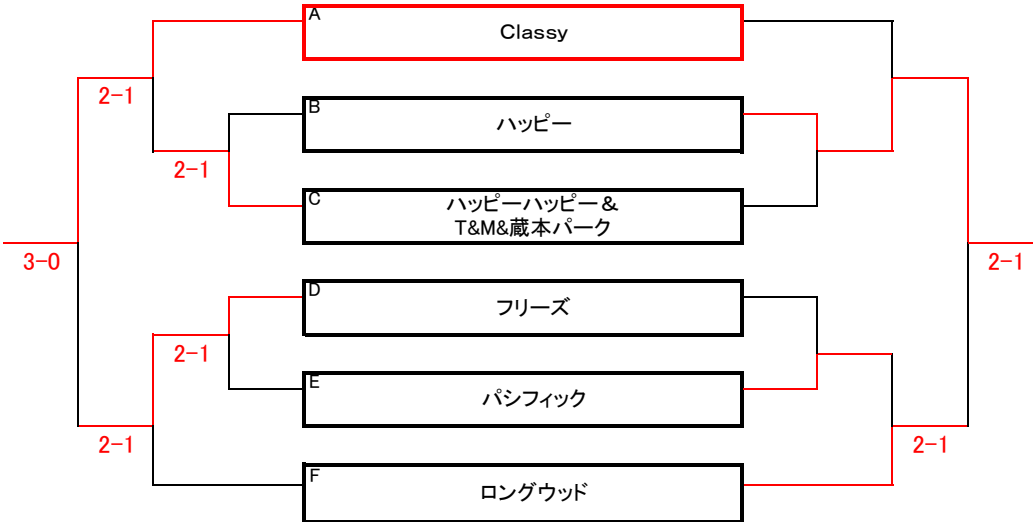 A
Classy
2-1
B
ハッピー
2-1
C
ハッピーハッピー＆
T&M&蔵本パーク
3-0
2-1
D
フリーズ
2-1
E
パシフィック
2-1
2-1
F
ロングウッド